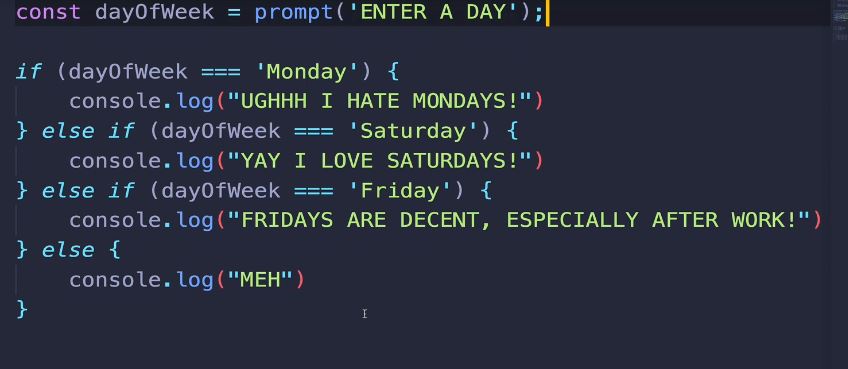 const dayOfWeek = prompt('ENTER A DAY');
if (dayOfWeek === 'Monday') {
console.log("UGHHH I HATE MONDAYS!")
} else if (dayOfWeek === 'Saturday') {
console.log("YAY I LOVE SATURDAYS!")
} else if (dayOfWeek === 'Friday') {
console.log("FRIDAYS ARE DECENT, ESPECIALLY AFTER WORK!")
} else {
console.log("MEH")
}